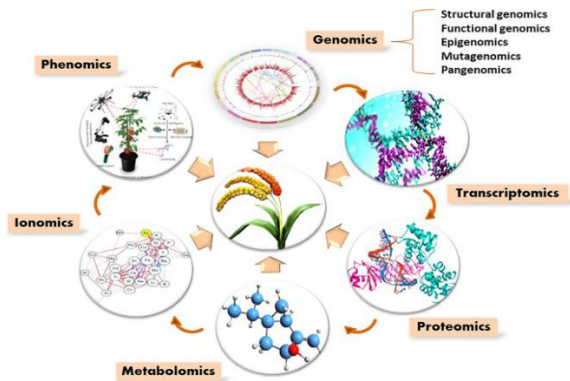 Genomics
Structural genomics
Functional genomics
Epigenomics
Mutagenomics
Pangenomics
Phenomics
Transcriptomics
Ionomics
Proteomics
Metabolomics